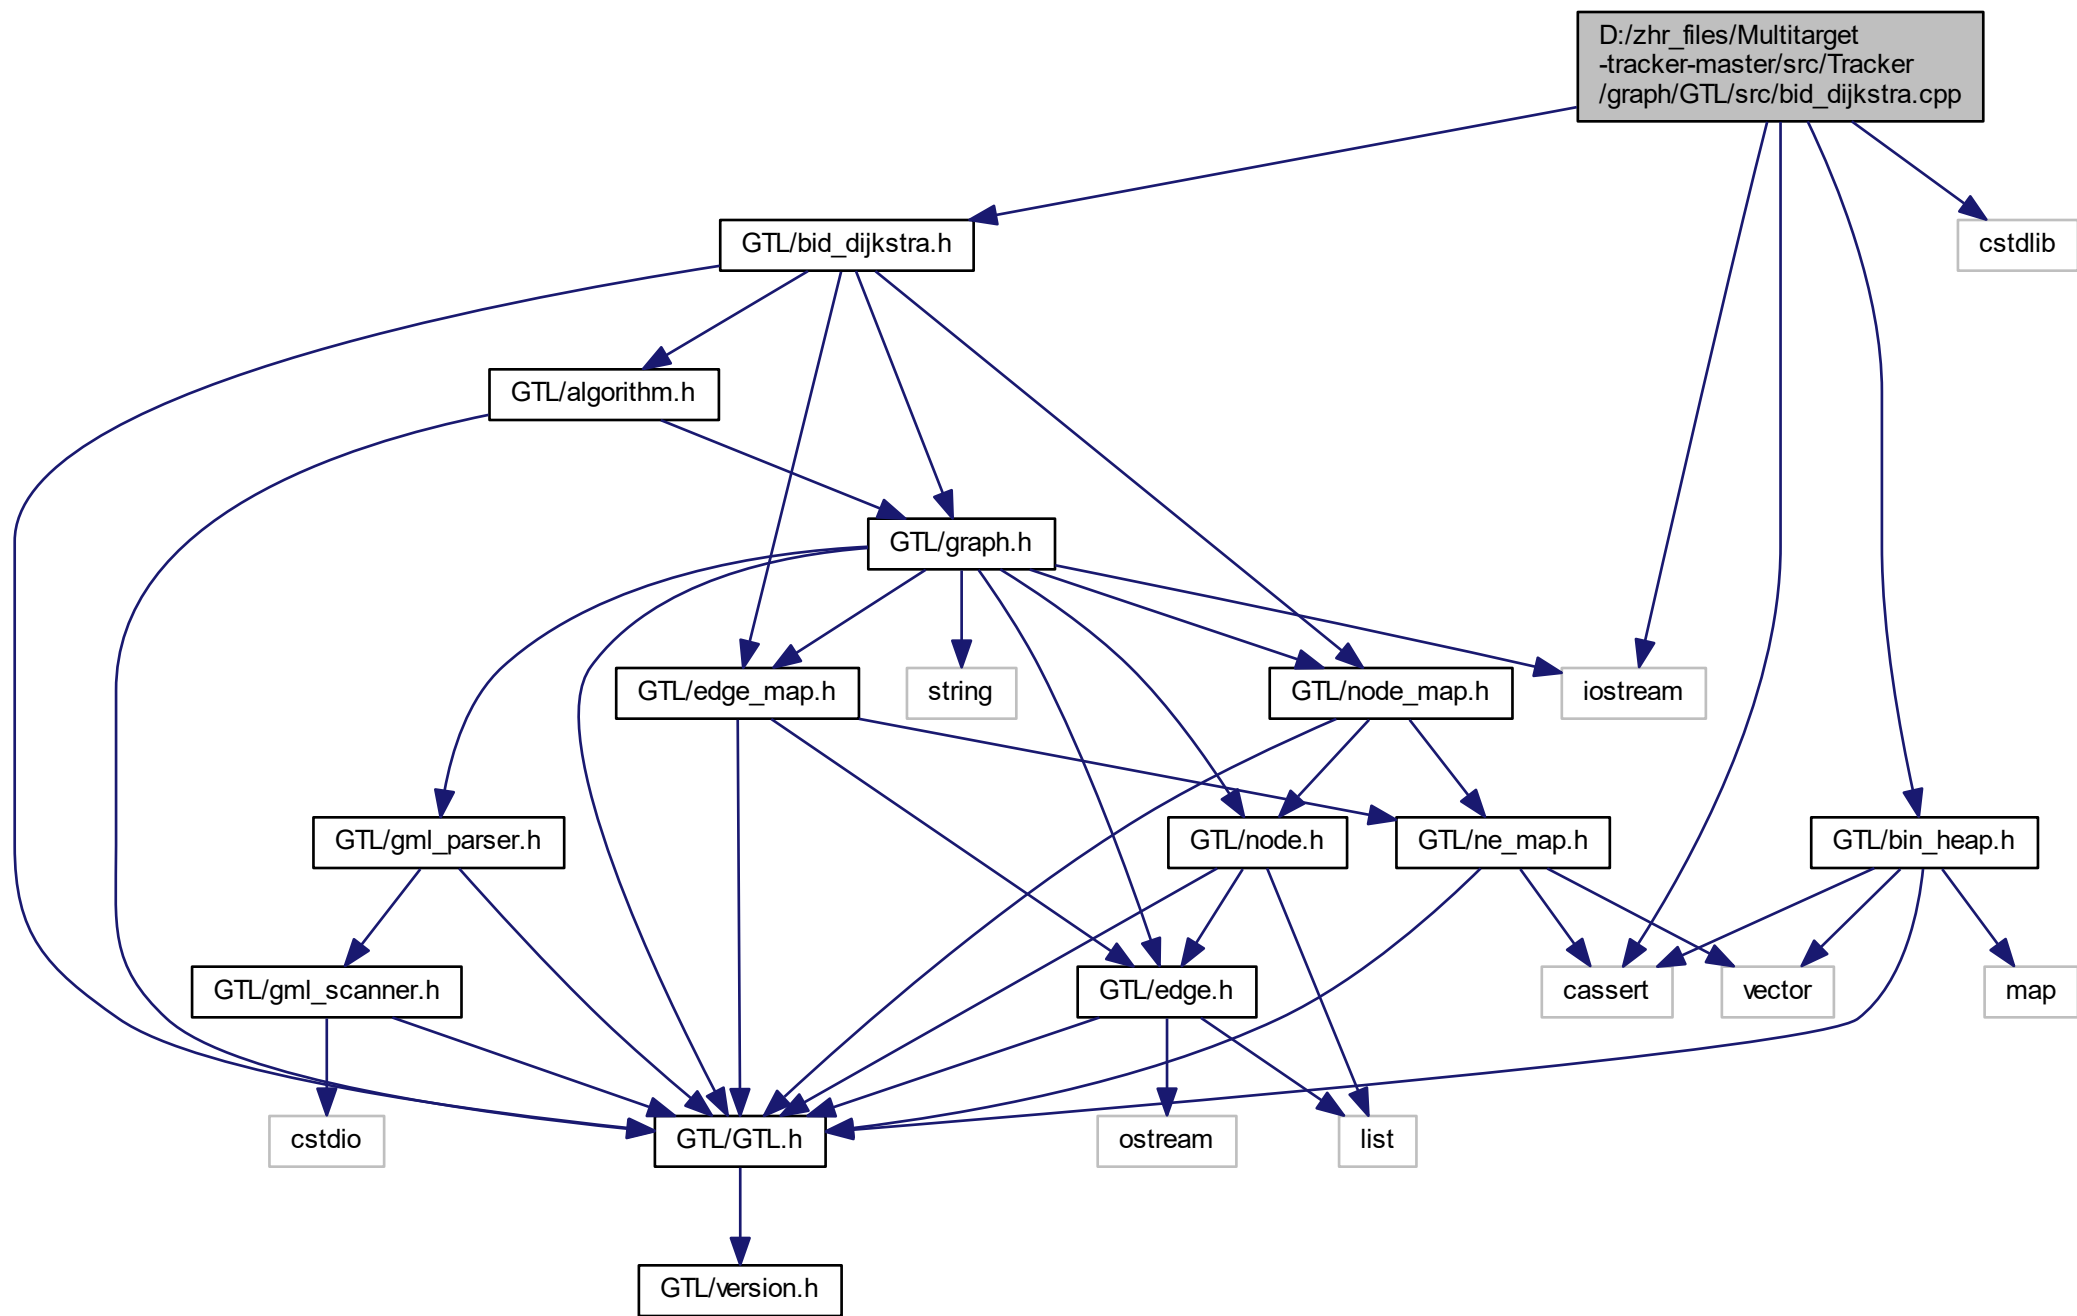 D:/zhr_files/Multitarget
-tracker-master/src/Tracker
/graph/GTL/src/bid_dijkstra.cpp
GTL/bid_dijkstra.h
cstdlib
GTL/algorithm.h
GTL/graph.h
GTL/edge_map.h
string
GTL/node_map.h
iostream
GTL/gml_parser.h
GTL/node.h
GTL/ne_map.h
GTL/bin_heap.h
GTL/gml_scanner.h
GTL/edge.h
cassert
vector
map
cstdio
GTL/GTL.h
ostream
list
GTL/version.h